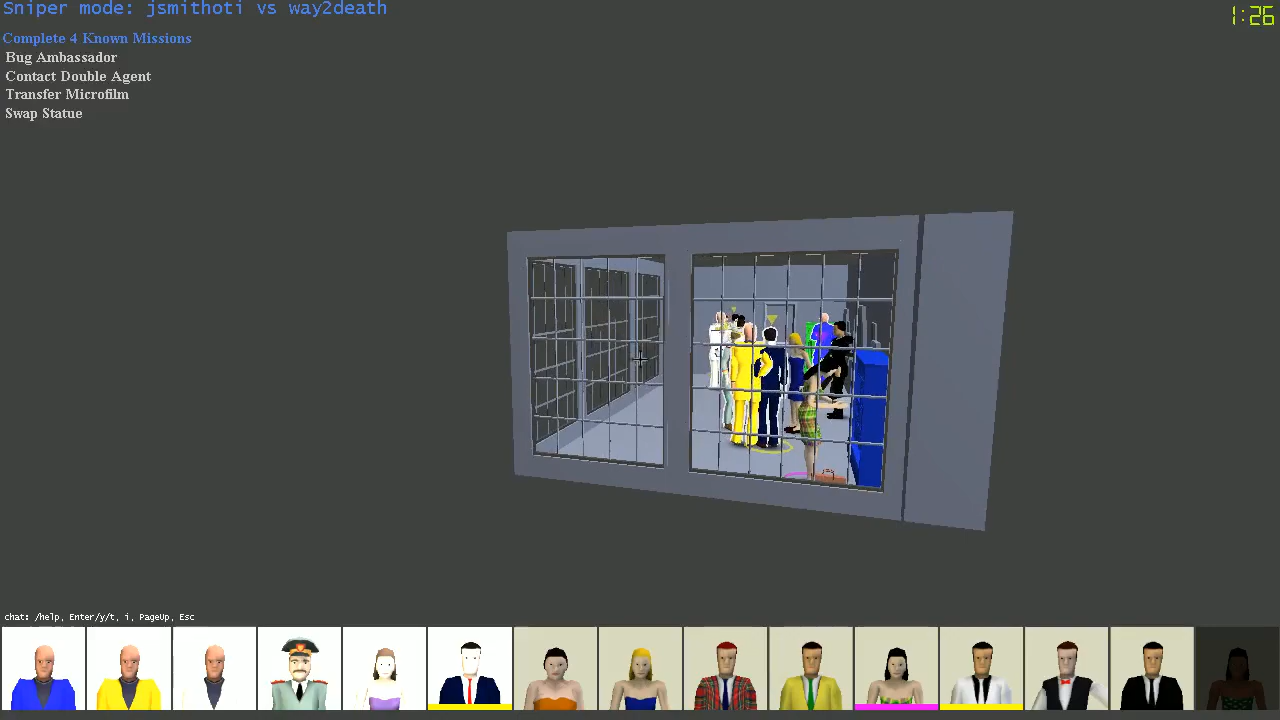 Sniper mode: jsmithoti vs way2death
1:26
Complete 4 Known Missions
Bug Ambassador
Contact Double Agent
Transfer Microfilm
Swap Statue
chat: /help, Enter/y/t, i, PageUp, Esc